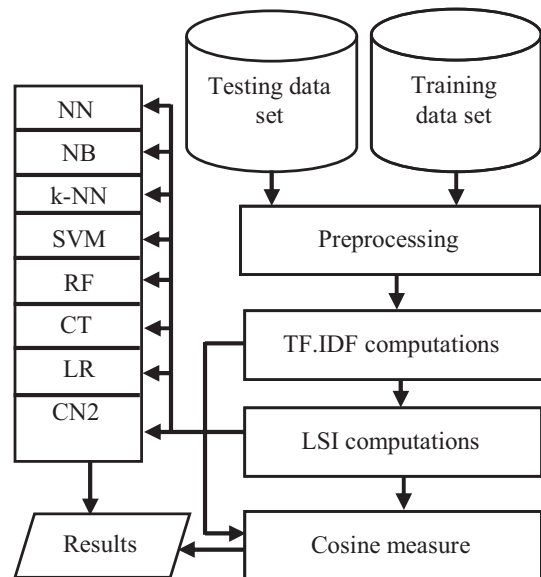 Testing data
set
Training
data set
NN
NB
k-NN
SVM
RF
CT
LR
CN2
Preprocessing
TF.IDF computations
LSI computations
Cosine measure
Results